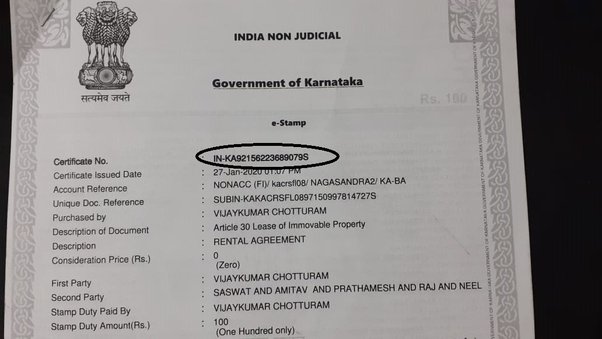 INDIA NON JUDICIAL
Government of Karnataka
सत्यमेव जयते
Rs. 100
e-Stamp
Certificate No. : IN-KA92156223689079S
Certificate Issued Date : 27-Jan-2020 01:07 PM
Account Reference : NONACC (FI)/ kacrsfl08/ NAGASANDRA2/ KA-BA
Unique Doc. Reference : SUBIN-KAKACRSFL08971509978147​27S
Purchased by : VIJAYKUMAR CHOTTURAM
Description of Document : Article 30 Lease of Immovable Property
Description : RENTAL AGREEMENT
Consideration Price (Rs.) : 0
(Zero)
First Party : VIJAYKUMAR CHOTTURAM
Second Party : SASWAT AND AMITAV AND PRATHAMESH AND RAJ AND NEEL
Stamp Duty Paid By : VIJAYKUMAR CHOTTURAM
Stamp Duty Amount(Rs.) : 100
(One Hundred only)